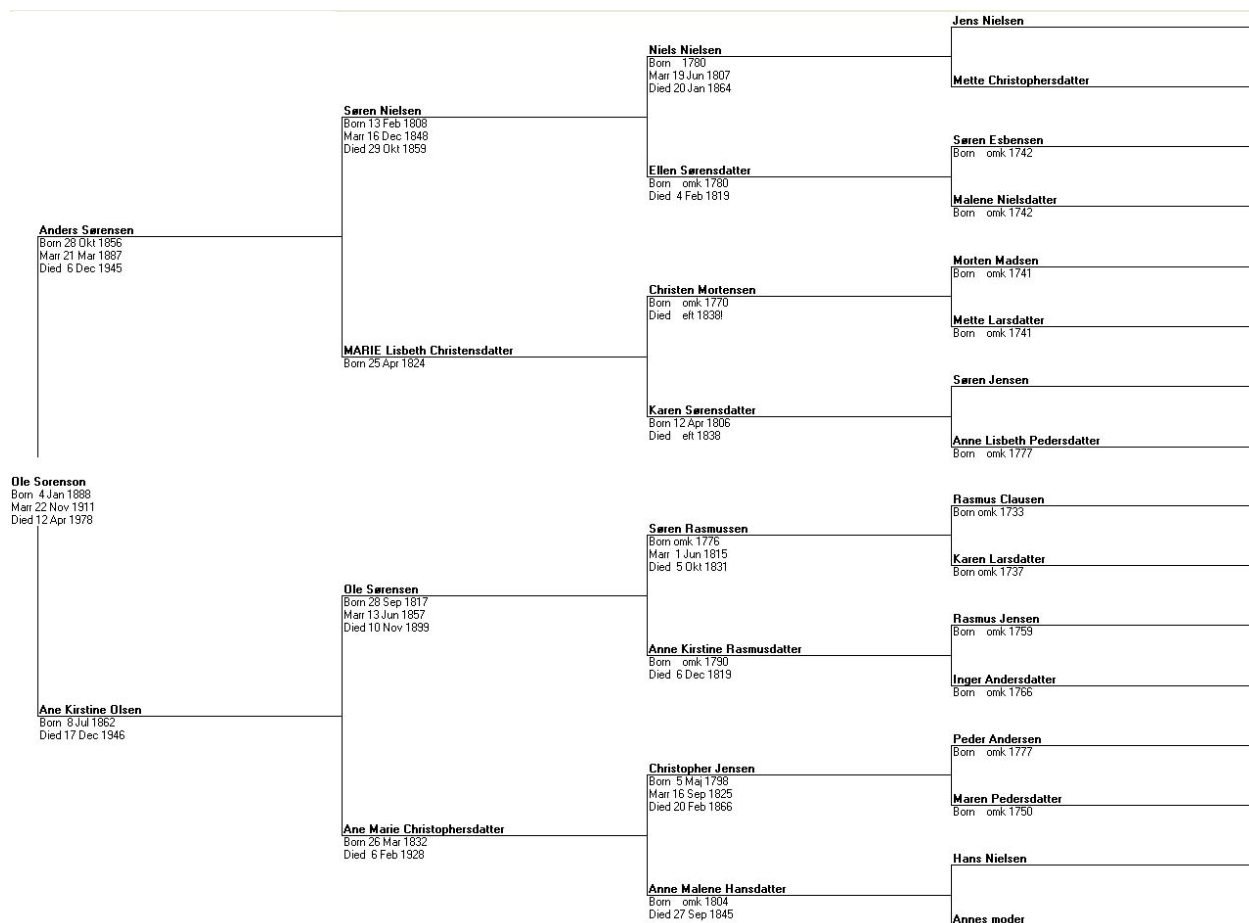 Jens Nielsen
Niels Nielsen
Born 1780
Marr 19 Jun 1807
Died 20 Jan 1864
Mette Christophersdatter
Søren Nielsen
Born 13 Feb 1808
Marr 16 Dec 1848
Died 29 Okt 1859
Søren Esbensen
Born omk 1742
Ellen Sørensdatter
Born omk 1780
Died 4 Feb 1819
Malene Nielsdatter
Born omk 1742
Anders Sørensen
Born 28 Okt 1856
Marr 21 Mar 1887
Died 6 Dec 1945
Morten Madsen
Born omk 1741
Christen Mortensen
Born omk 1770
Died eft 1838!
Mette Larsdatter
Born omk 1741
MARIE Lisbeth Christensdatter
Born 25 Apr 1824
Søren Jensen
Karen Sørensdatter
Born 12 Apr 1806
Died eft 1838
Anne Lisbeth Pedersdatter
Born omk 1777
Ole Sorenson
Born 4 Jan 1888
Marr 22 Nov 1911
Died 12 Apr 1978
Rasmus Clausen
Born omk 1733
Søren Rasmussen
Born omk 1776
Marr 1 Jun 1815
Died 5 Okt 1831
Karen Larsdatter
Born omk 1737
Ole Sørensen
Born 28 Sep 1817
Marr 13 Jun 1857
Died 10 Nov 1899
Rasmus Jensen
Born omk 1759
Anne Kirstine Rasmusdatter
Born omk 1790
Died 6 Dec 1819
Inger Andersdatter
Born omk 1766
Ane Kirstine Olsen
Born 8 Jul 1862
Died 17 Dec 1946
Peder Andersen
Born omk 1777
Christopher Jensen
Born 5 Maj 1798
Marr 16 Sep 1825
Died 20 Feb 1866
Maren Pedersdatter
Born omk 1750
Ane Marie Christophersdatter
Born 26 Mar 1832
Died 6 Feb 1928
Hans Nielsen
Anne Malene Hansdatter
Born omk 1804
Died 27 Sep 1845
Annes moder